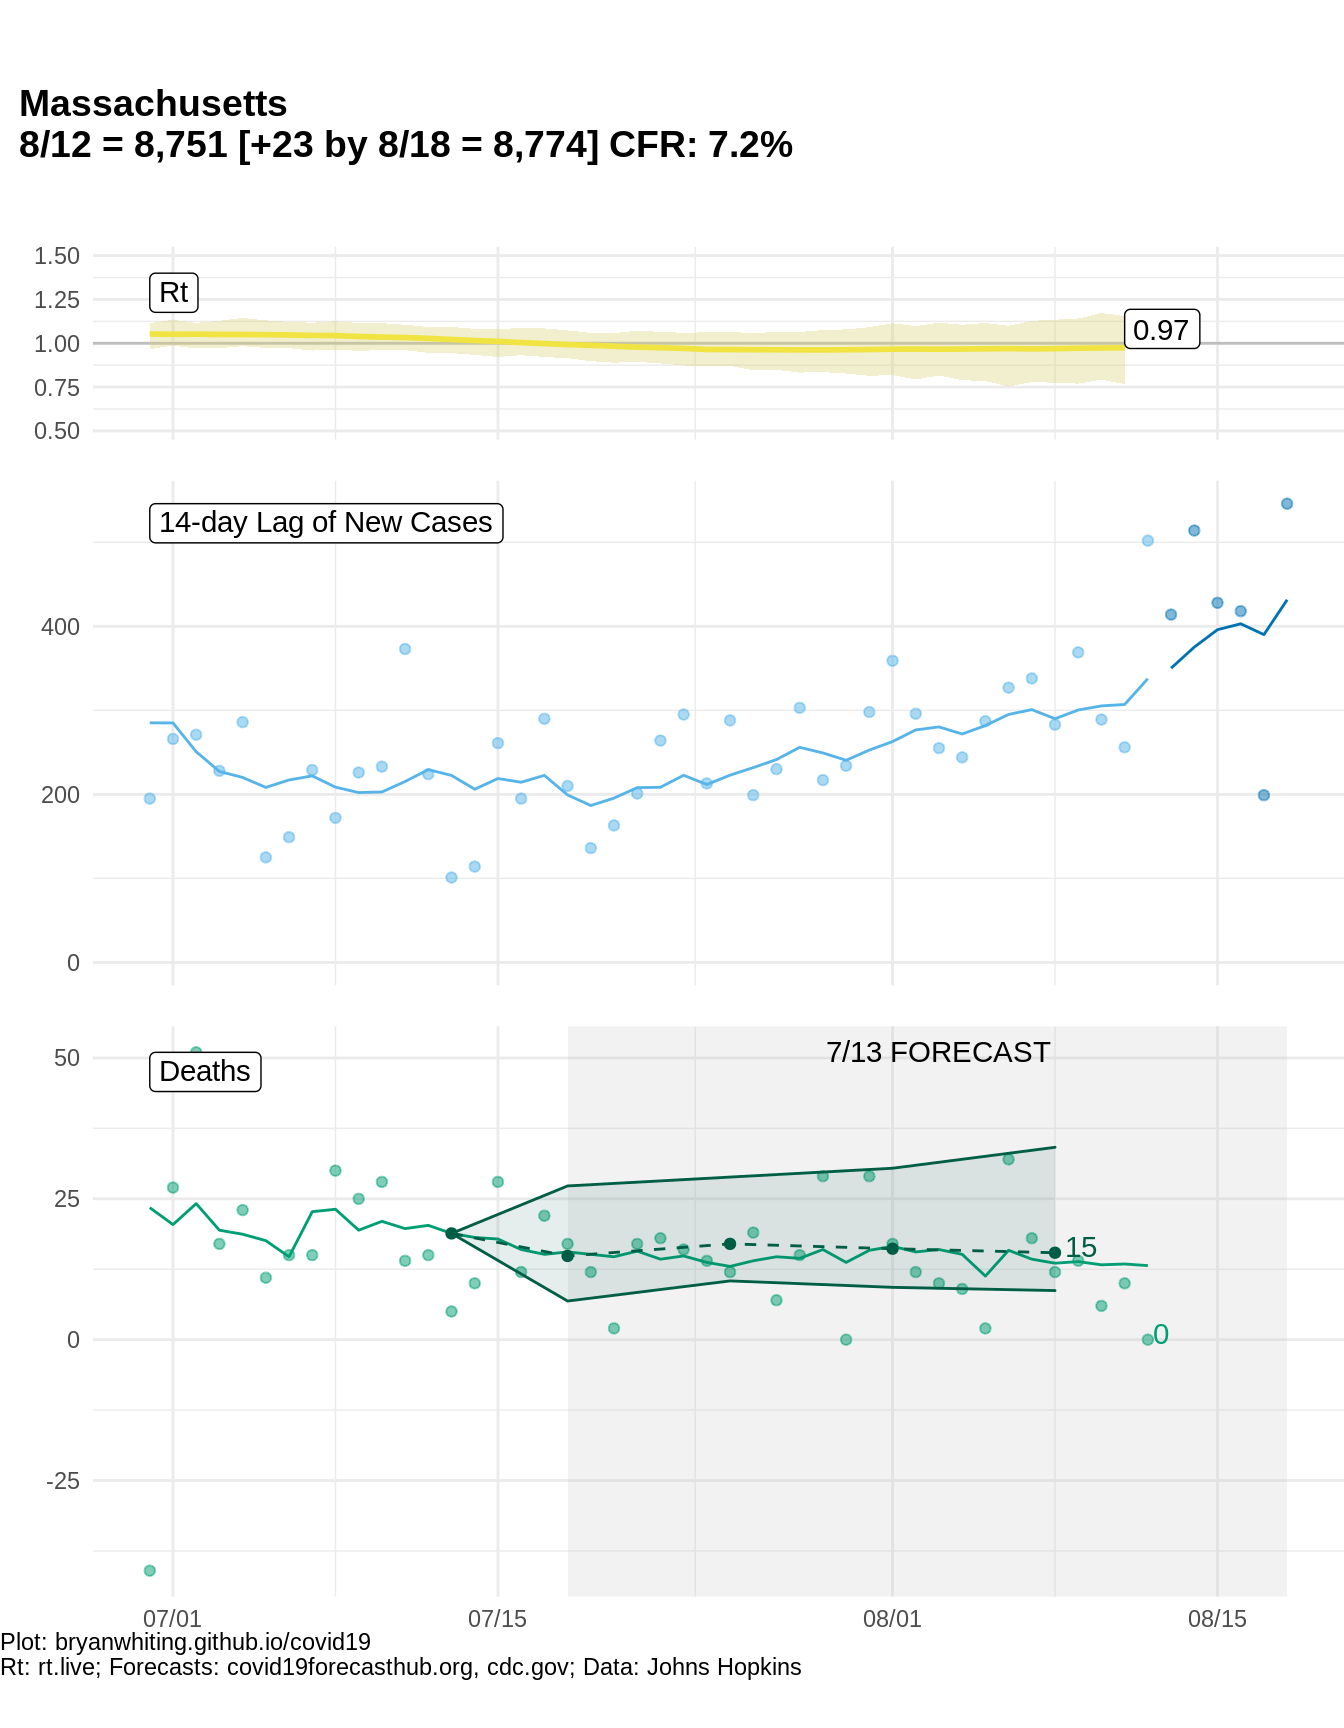 Massachusetts
8/12 = 8,751 [+23 by 8/18 = 8,774] CFR: 7.2%
1.50
1.25
1.00
0.75
0.50
Rt
0.97
14-day Lag of New Cases
400
200
0
Deaths
7/13 FORECAST
50
25
0
-25
15
0
07/01
07/15
08/01
08/15
Plot: bryanwhiting.github.io/covid19
Rt: rt.live; Forecasts: covid19forecasthub.org, cdc.gov; Data: Johns Hopkins